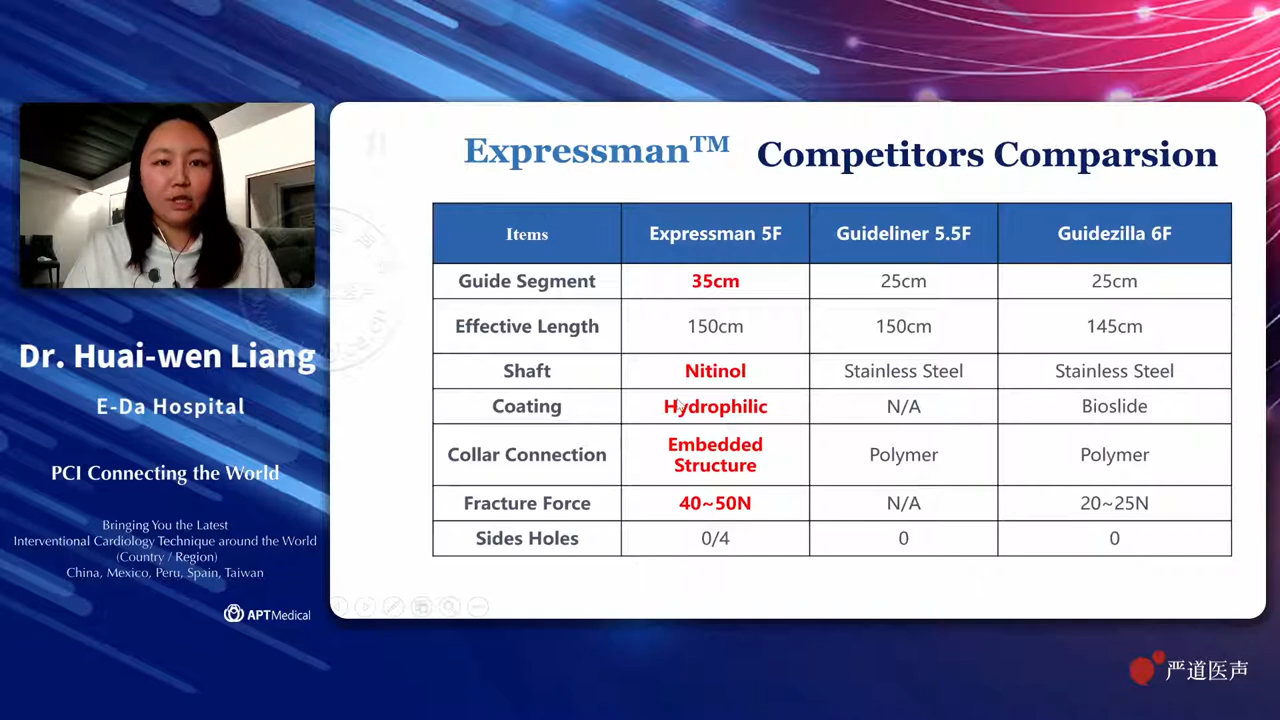 Expressman™ Competitors Comparsion
Items Expressman 5F Guideliner 5.5F Guidezilla 6F
Guide Segment 35cm 25cm 25cm
Effective Length 150cm 150cm 145cm
Shaft Nitinol Stainless Steel Stainless Steel
Coating Hydrophilic N/A Bioslide
Collar Connection Embedded Structure Polymer Polymer
Fracture Force 40~50N N/A 20~25N
Sides Holes 0/4 0 0
Dr. Huai-wen Liang
E-Da Hospital
PCI Connecting the World
Bringing You the Latest
Interventional Cardiology Technique around the World
(Country / Region)
China, Mexico, Peru, Spain, Taiwan
APTMedical
严道医声